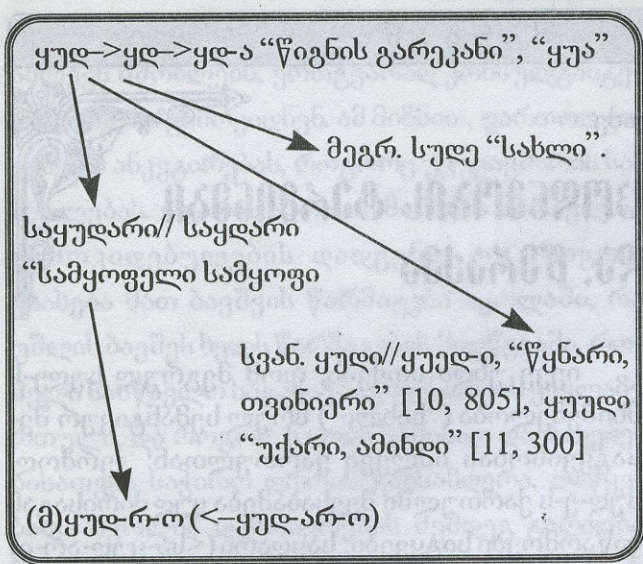 ყუდ–>ყდ–>ყდ-ა “წიგნის გარეკანი”, “ყუა”
მეგრ. სუდე “სახლი”
საყუდარი// საყდარი
“სამყოფელი სამყოფი
სვან. ყუდი//ყუედ-ი, “წყნარი,
თვინიერი” [10, 805], ყუუდი
“უქარი, ამინდი” [11, 300]
(მ)ყუდ-რ-ო (<–ყუდ-არ-ო)